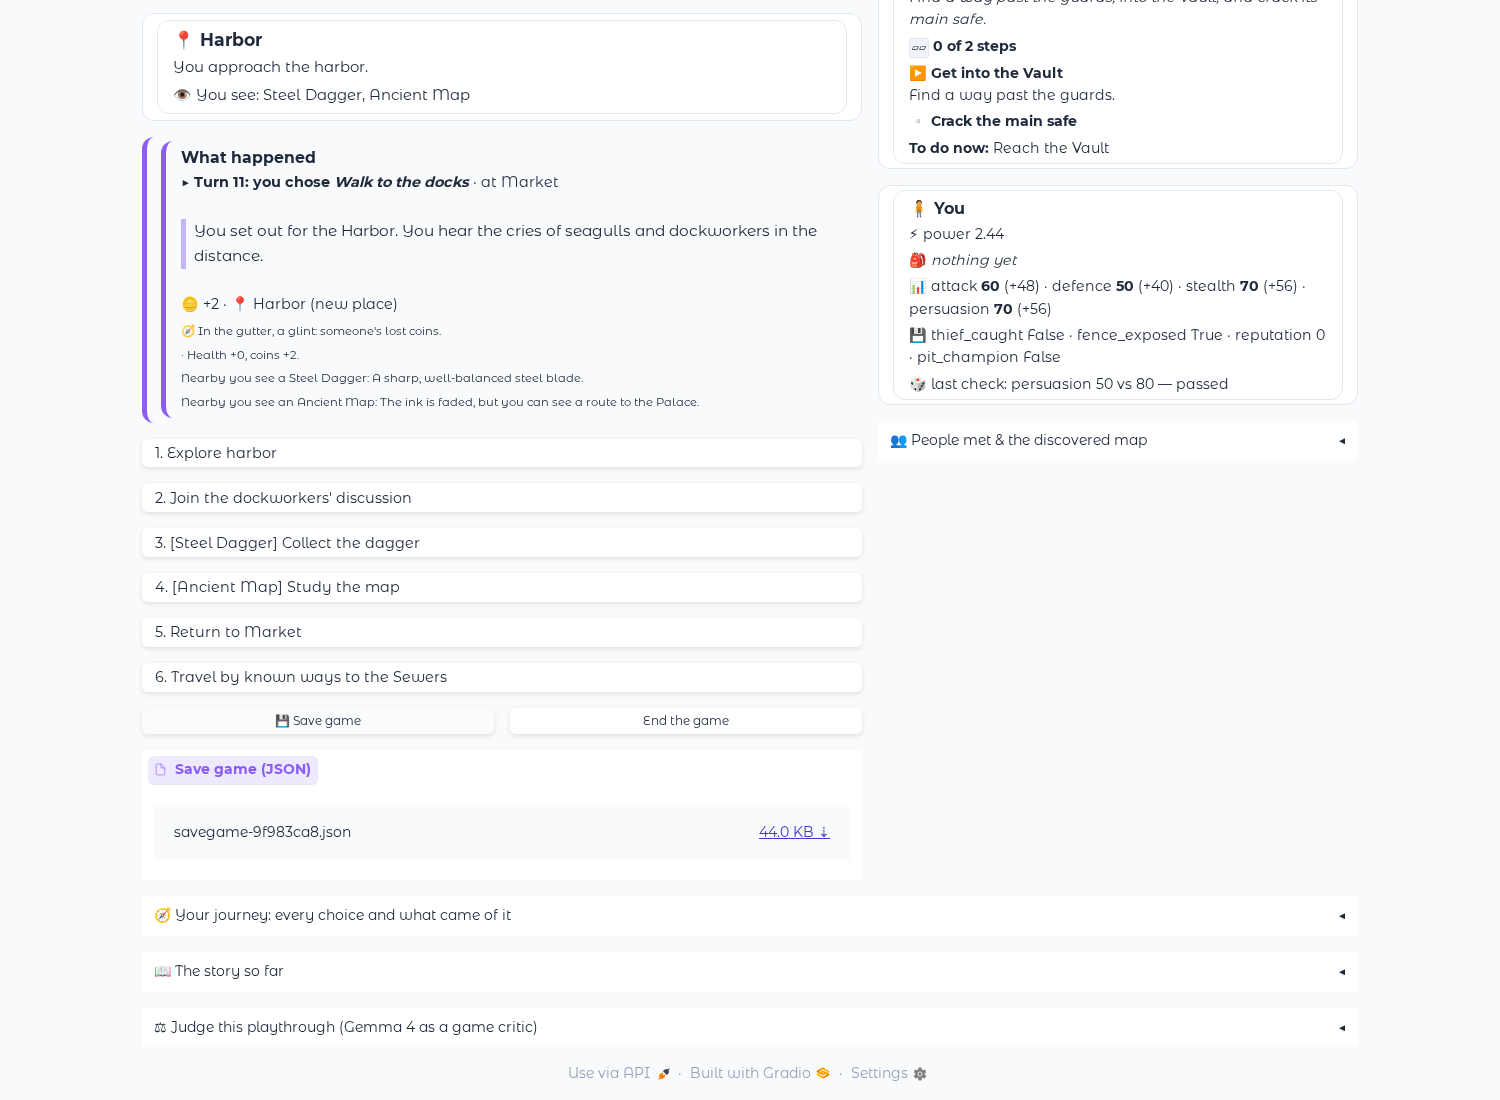 📍 Harbor
You approach the harbor.
👁️ You see: Steel Dagger, Ancient Map
What happened
▸ Turn 11: you chose Walk to the docks · at Market
You set out for the Harbor. You hear the cries of seagulls and dockworkers in the
distance.
🪙 +2 · 📍 Harbor (new place)
🧭 In the gutter, a glint: someone's lost coins.
· Health +0, coins +2.
Nearby you see a Steel Dagger: A sharp, well-balanced steel blade.
Nearby you see an Ancient Map: The ink is faded, but you can see a route to the Palace.
1. Explore harbor
2. Join the dockworkers' discussion
3. [Steel Dagger] Collect the dagger
4. [Ancient Map] Study the map
5. Return to Market
6. Travel by known ways to the Sewers
💾 Save game
End the game
Save game (JSON)
savegame-9f983ca8.json
44.0 KB ↓
main safe.
▱▱ 0 of 2 steps
▶️ Get into the Vault
Find a way past the guards.
▫️ Crack the main safe
To do now: Reach the Vault
🧍 You
⚡ power 2.44
🎒 nothing yet
📊 attack 60 (+48) · defence 50 (+40) · stealth 70 (+56) ·
persuasion 70 (+56)
💾 thief_caught False · fence_exposed True · reputation 0
· pit_champion False
🎲 last check: persuasion 50 vs 80 — passed
👥 People met & the discovered map
🧭 Your journey: every choice and what came of it
📖 The story so far
⚖ Judge this playthrough (Gemma 4 as a game critic)
Use via API 🚀 · Built with Gradio · Settings ⚙️